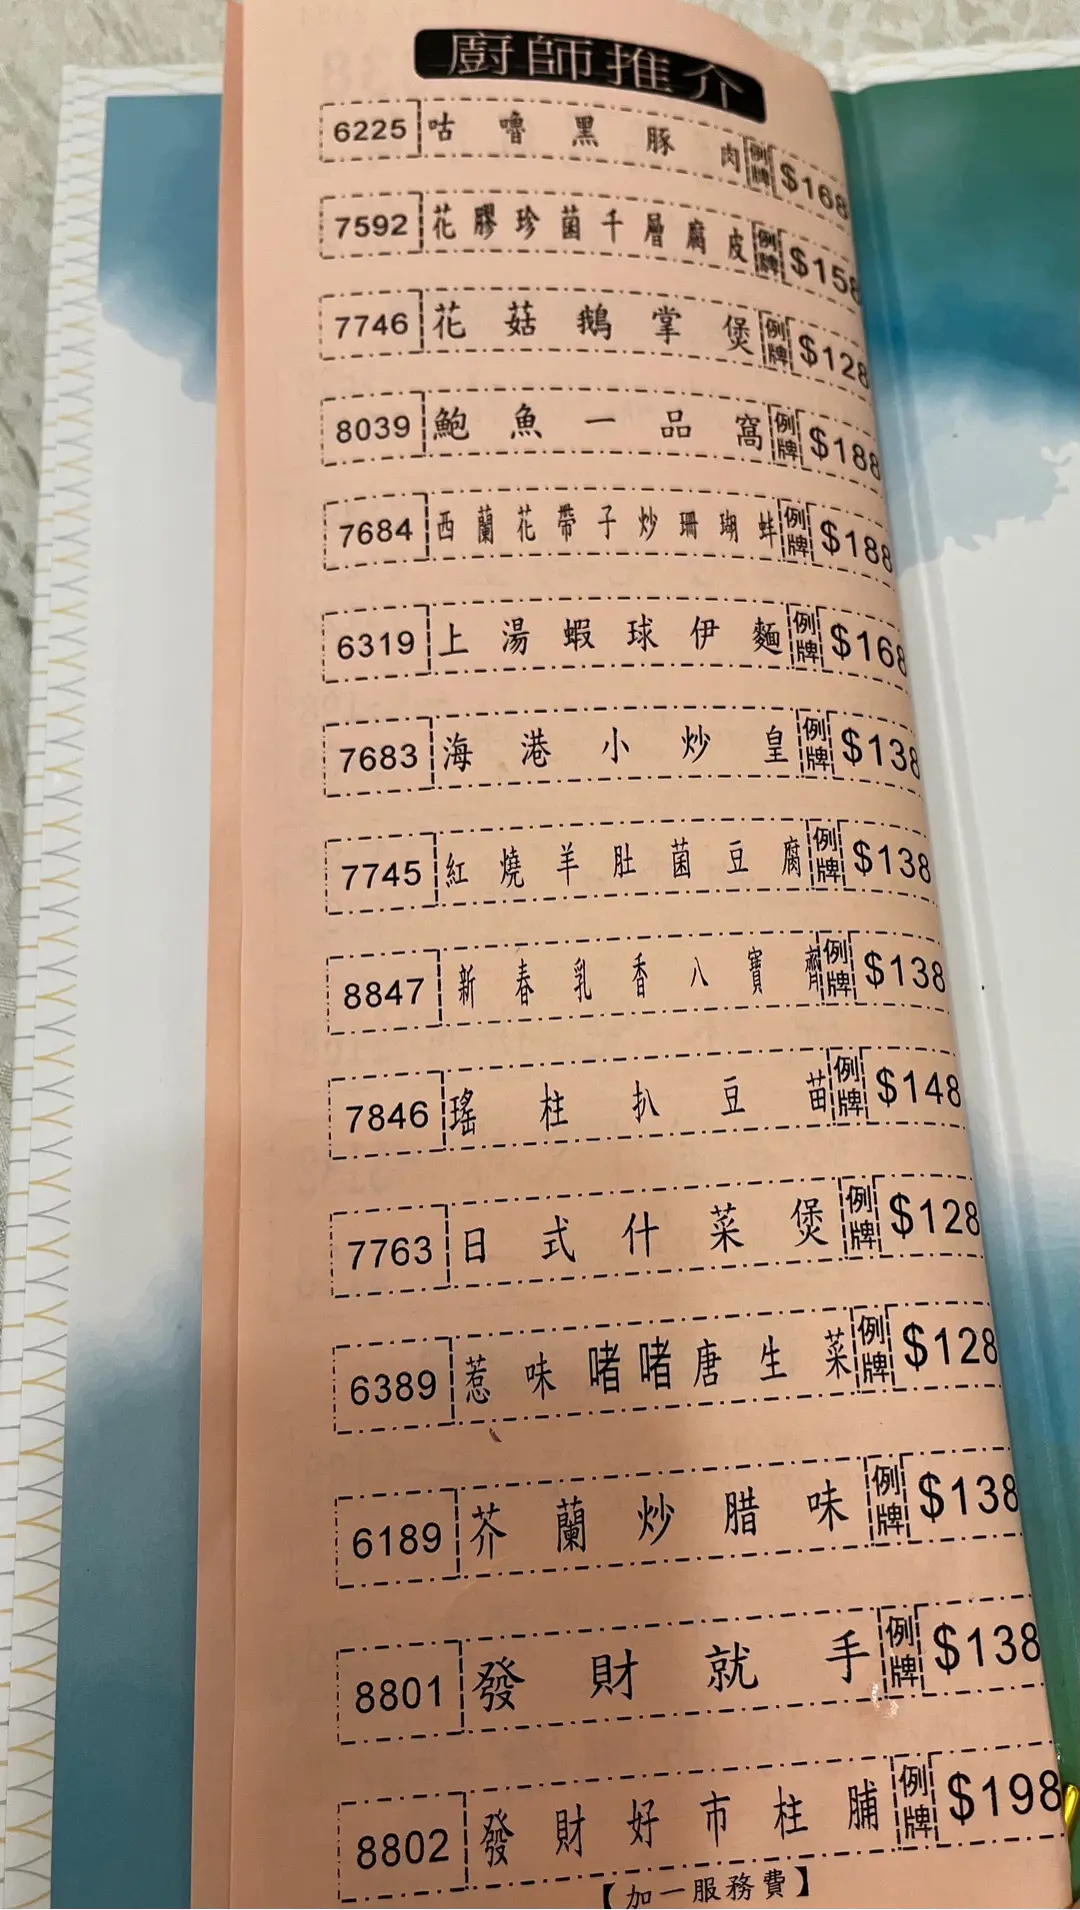 廚師推介
6225 咕嚕黑豚肉 例牌 $168
7592 花膠珍菌千層腐皮 例牌 $158
7746 花菇鵝掌煲 例牌 $128
8039 鮑魚一品窩 例牌 $188
7684 西蘭花帶子炒珊瑚蚌 例牌 $188
6319 上湯蝦球伊麵 例牌 $168
7683 海港小炒皇 例牌 $138
7745 紅燒羊肚菌豆腐 例牌 $138
8847 新春乳香八寶齋 例牌 $138
7846 瑤柱扒豆苗 例牌 $148
7763 日式什菜煲 例牌 $128
6389 惹味啫啫唐生菜 例牌 $128
6189 芥蘭炒腊味 例牌 $138
8801 發財就手 例牌 $138
8802 發財好市柱脯 例牌 $198
【加一服務費】